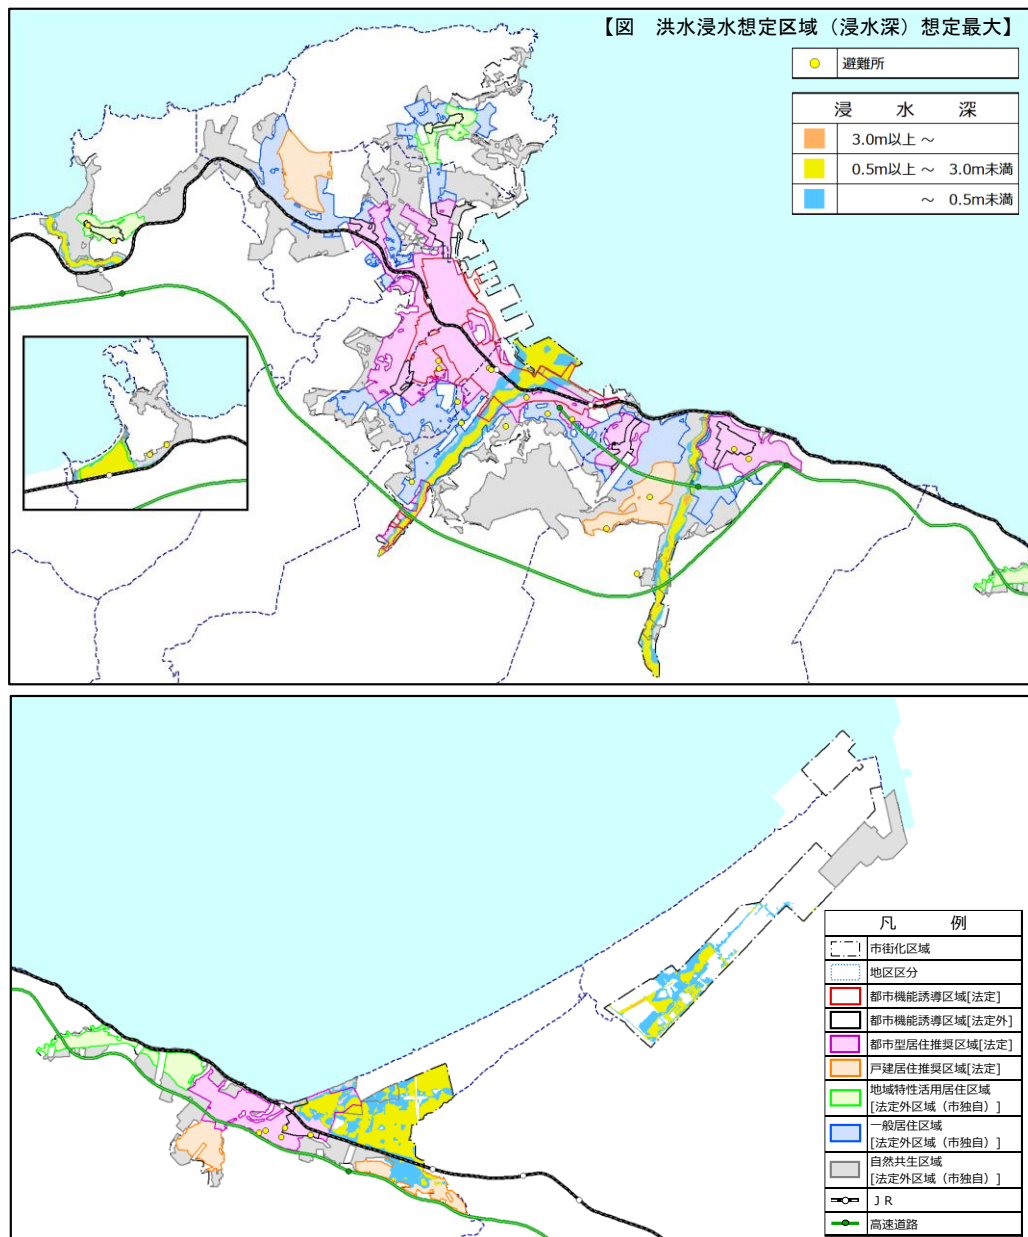 【図 洪水浸水想定区域（浸水深）想定最大】
避難所
浸 水 深
3.0m以上 ～
0.5m以上 ～ 3.0m未満
～ 0.5m未満
凡 例
市街化区域
地区区分
都市機能誘導区域[法定]
都市機能誘導区域[法定外]
都市型居住推奨区域[法定]
戸建居住推奨区域[法定]
地域特性活用居住区域
[法定外区域（市独自）]
一般居住区域
[法定外区域（市独自）]
自然共生区域
[法定外区域（市独自）]
ＪＲ
高速道路